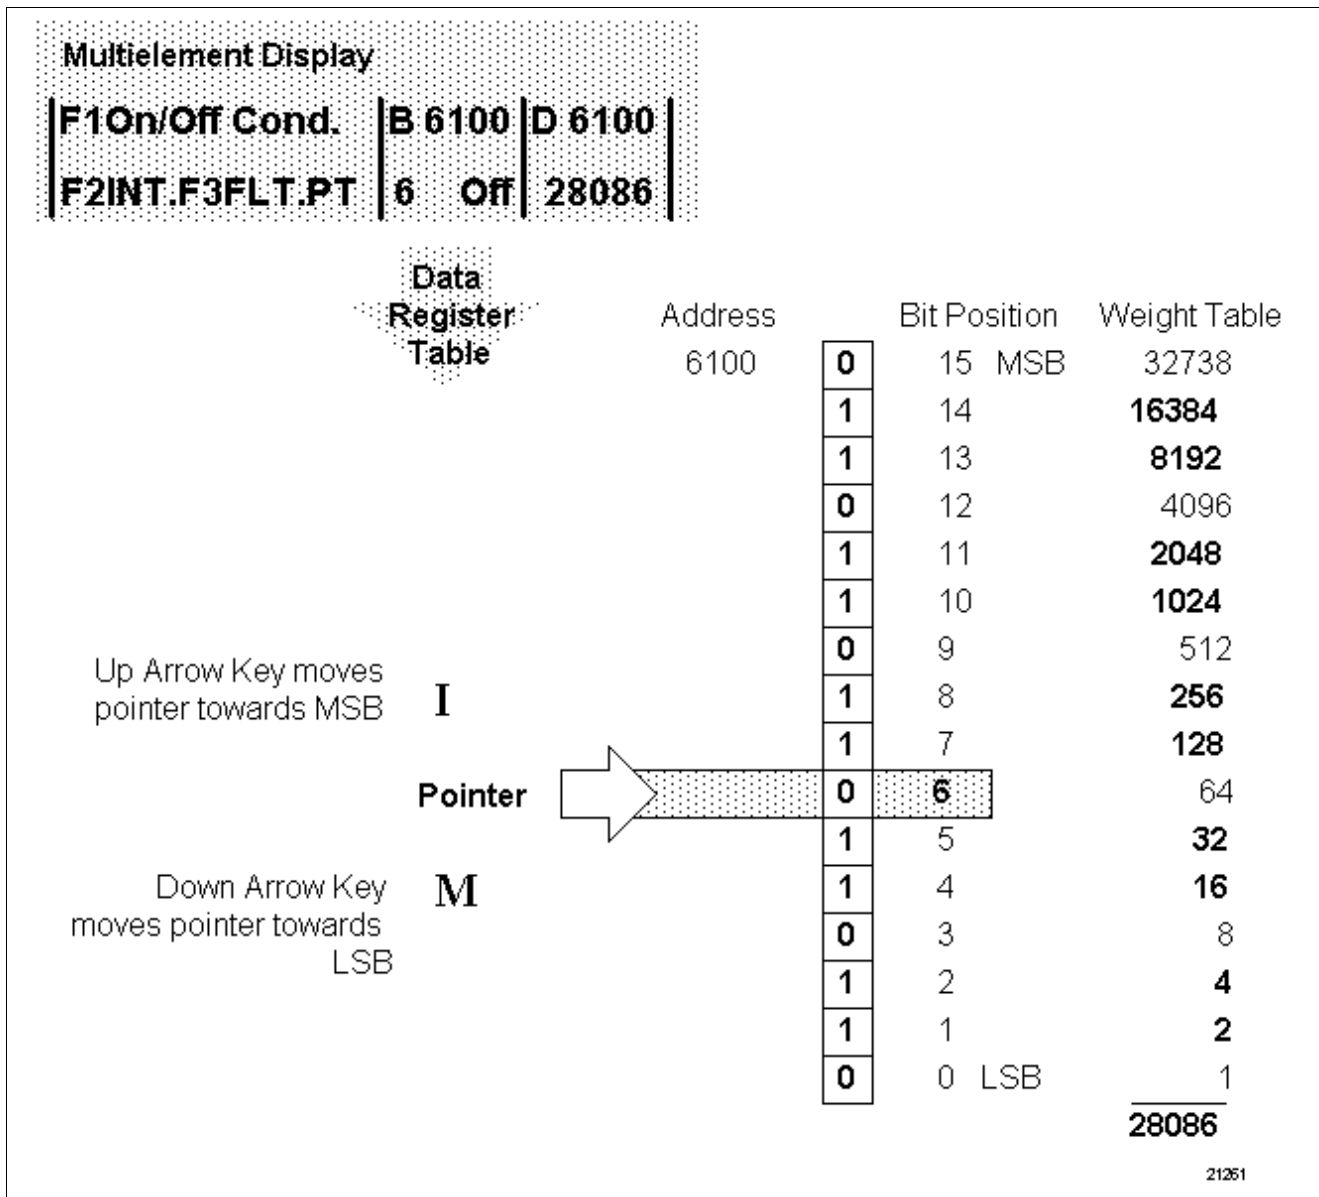 Multielement Display
F1On/Off Cond. B 6100 D 6100
F2INT.F3FLT.PT 6 Off 28086
Data
Register
Table
Address Bit Position Weight Table
6100 0 15 MSB 32738
1 14 16384
1 13 8192
0 12 4096
1 11 2048
1 10 1024
0 9 512
Up Arrow Key moves
pointer towards MSB I
1 8 256
1 7 128
Pointer 0 6 64
1 5 32
Down Arrow Key M
moves pointer towards
LSB
1 4 16
0 3 8
1 2 4
1 1 2
0 0 LSB 1
28086
21261